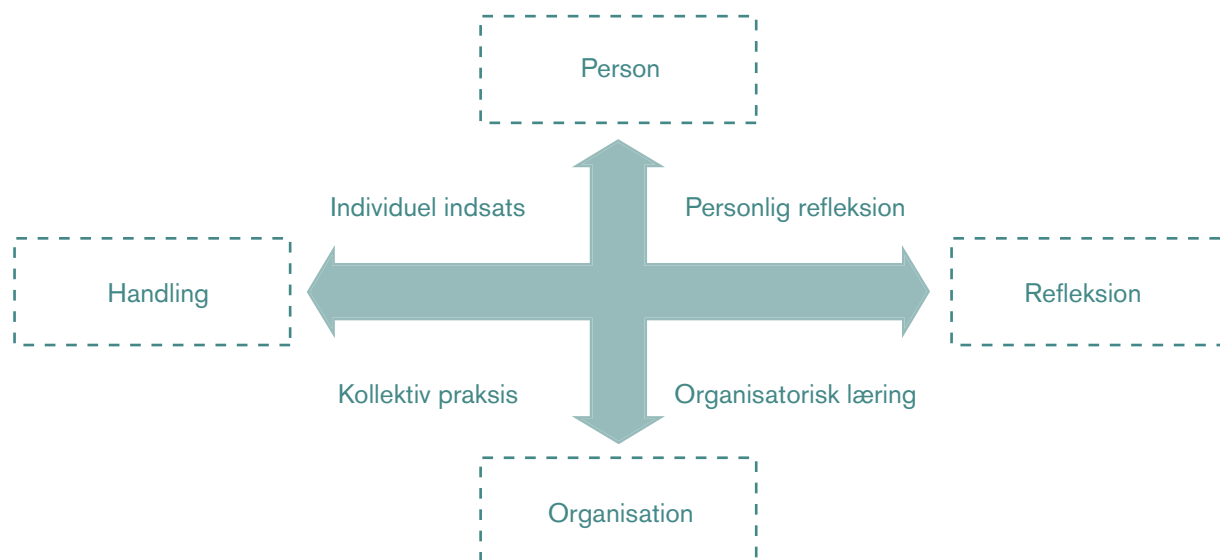 Person
Individuel indsats
Personlig refleksion
Handling
Refleksion
Kollektiv praksis
Organisatorisk læring
Organisation